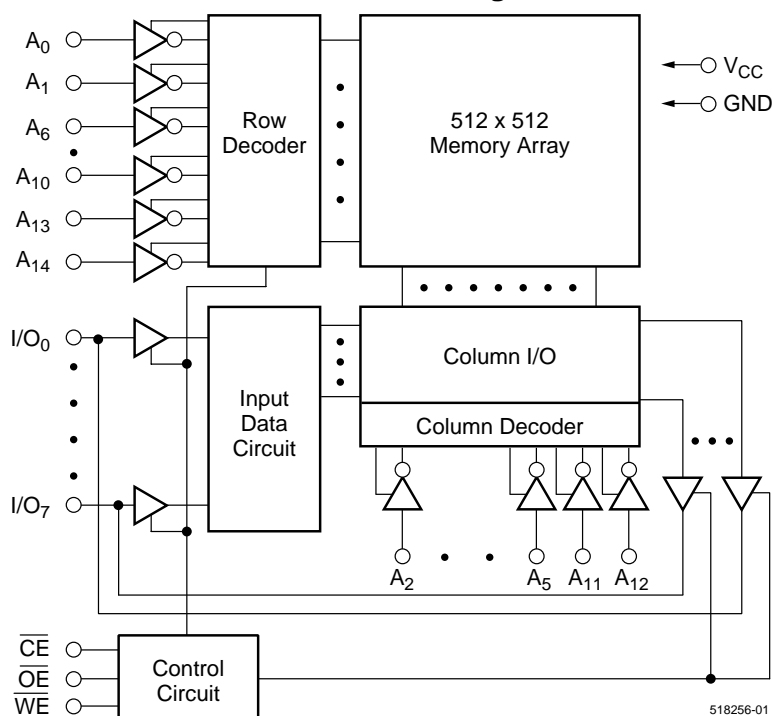 A0
A1
A6
A10
A13
A14
Row
Decoder
512 x 512
Memory Array
VCC
GND
I/O0
I/O7
Input
Data
Circuit
Column I/O
Column Decoder
A2
A5
A11
A12
CE
OE
WE
Control
Circuit
518256-01